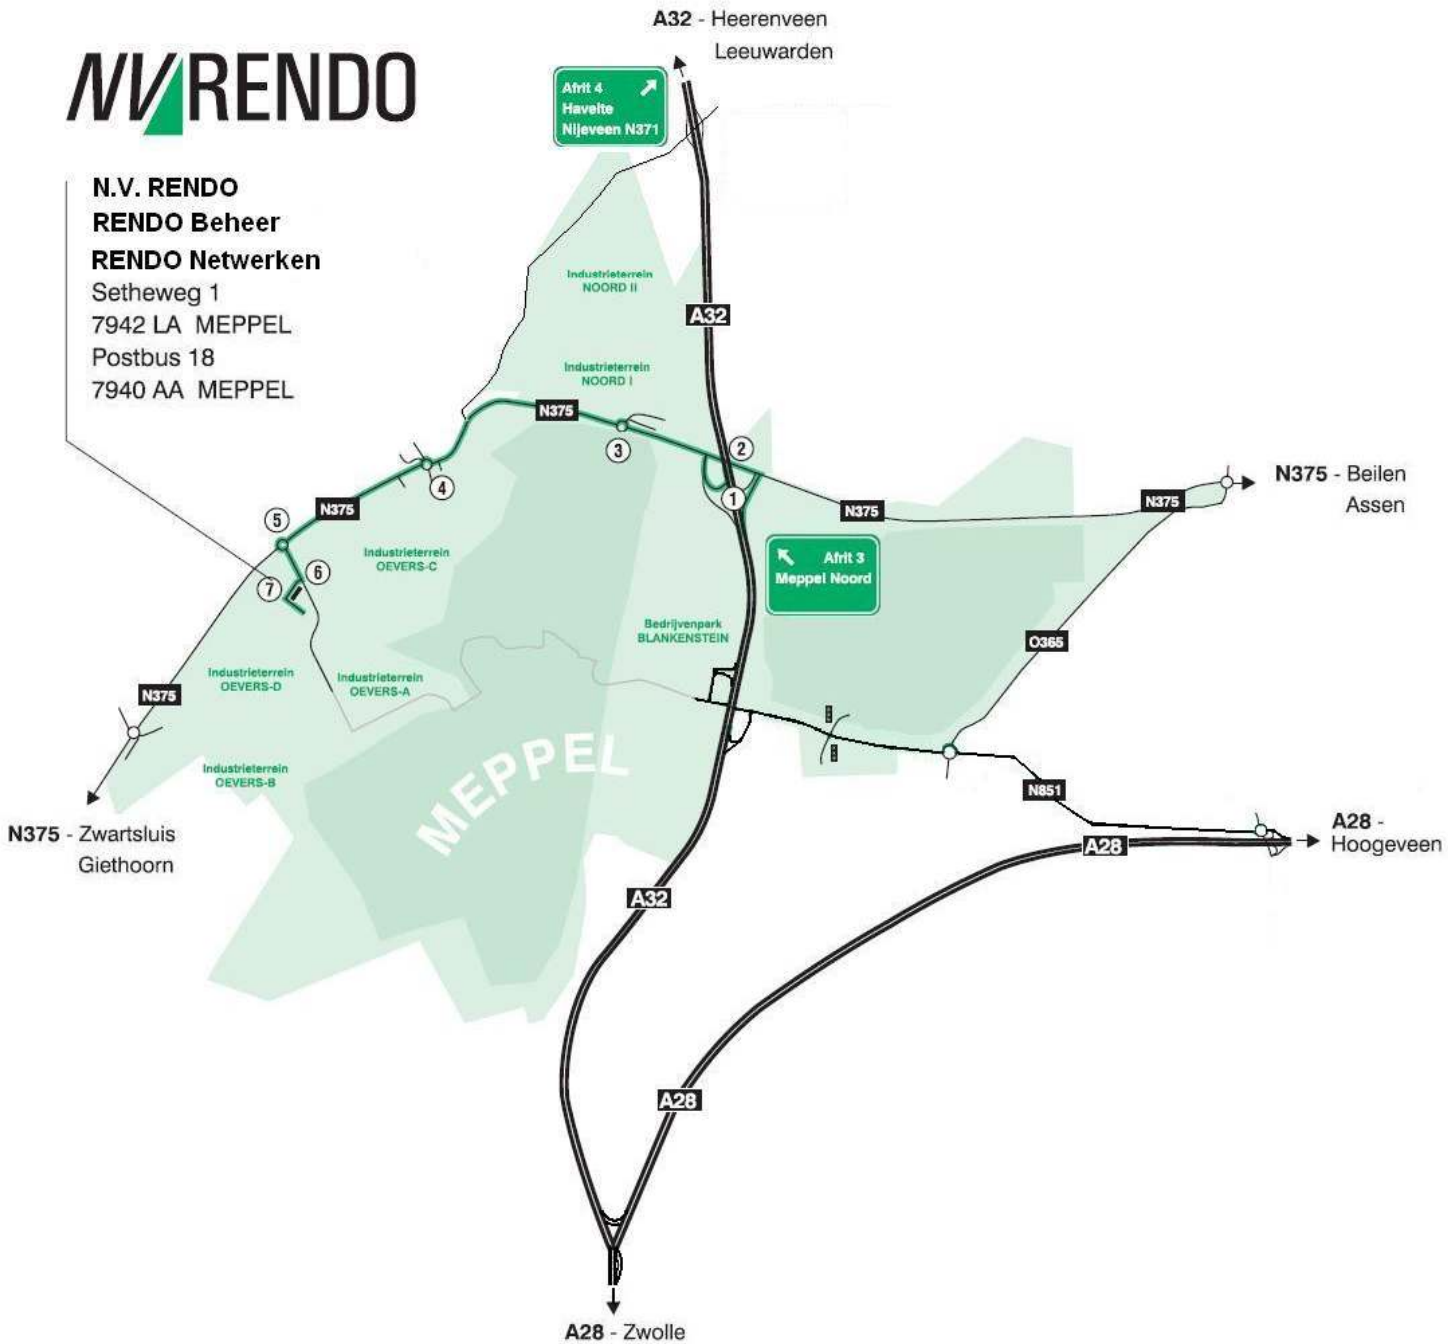 A32 - Heerenveen
Leeuwarden
NVRENDO
Afrit 4
Havelte
Nijeveen N371
N.V. RENDO
RENDO Beheer
RENDO Netwerken
Setheweg 1
7942 LA MEPPEL
Postbus 18
7940 AA MEPPEL
Industrieterrein
NOORD II
A32
Industrieterrein
NOORD I
N375
3
2
4
1
N375 - Beilen
Assen
N375
N375
N375
5
6
7
Industrieterrein
OEVERS-C
Afrit 3
Meppel Noord
Bedrijvenpark
BLANKENSTEIN
O365
Industrieterrein
OEVERS-D
Industrieterrein
OEVERS-A
N375
Industrieterrein
OEVERS-B
MEPPEL
N851
N375 - Zwartsluis
Giethoorn
A28 -
Hoogeveen
A28
A32
A28
A28 - Zwolle